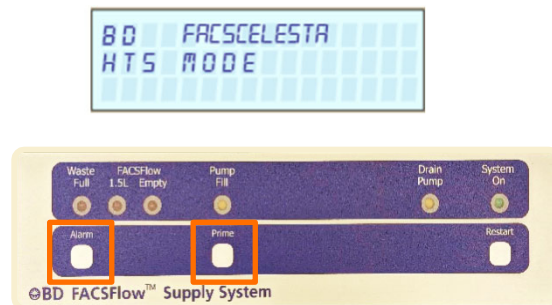 BD FACSCELESTA
HTS MODE
Waste Full
FACSFlow
1.5L Empty
Pump Fill
Drain Pump
System On
Alarm
Prime
Restart
BD FACSFlow™ Supply System